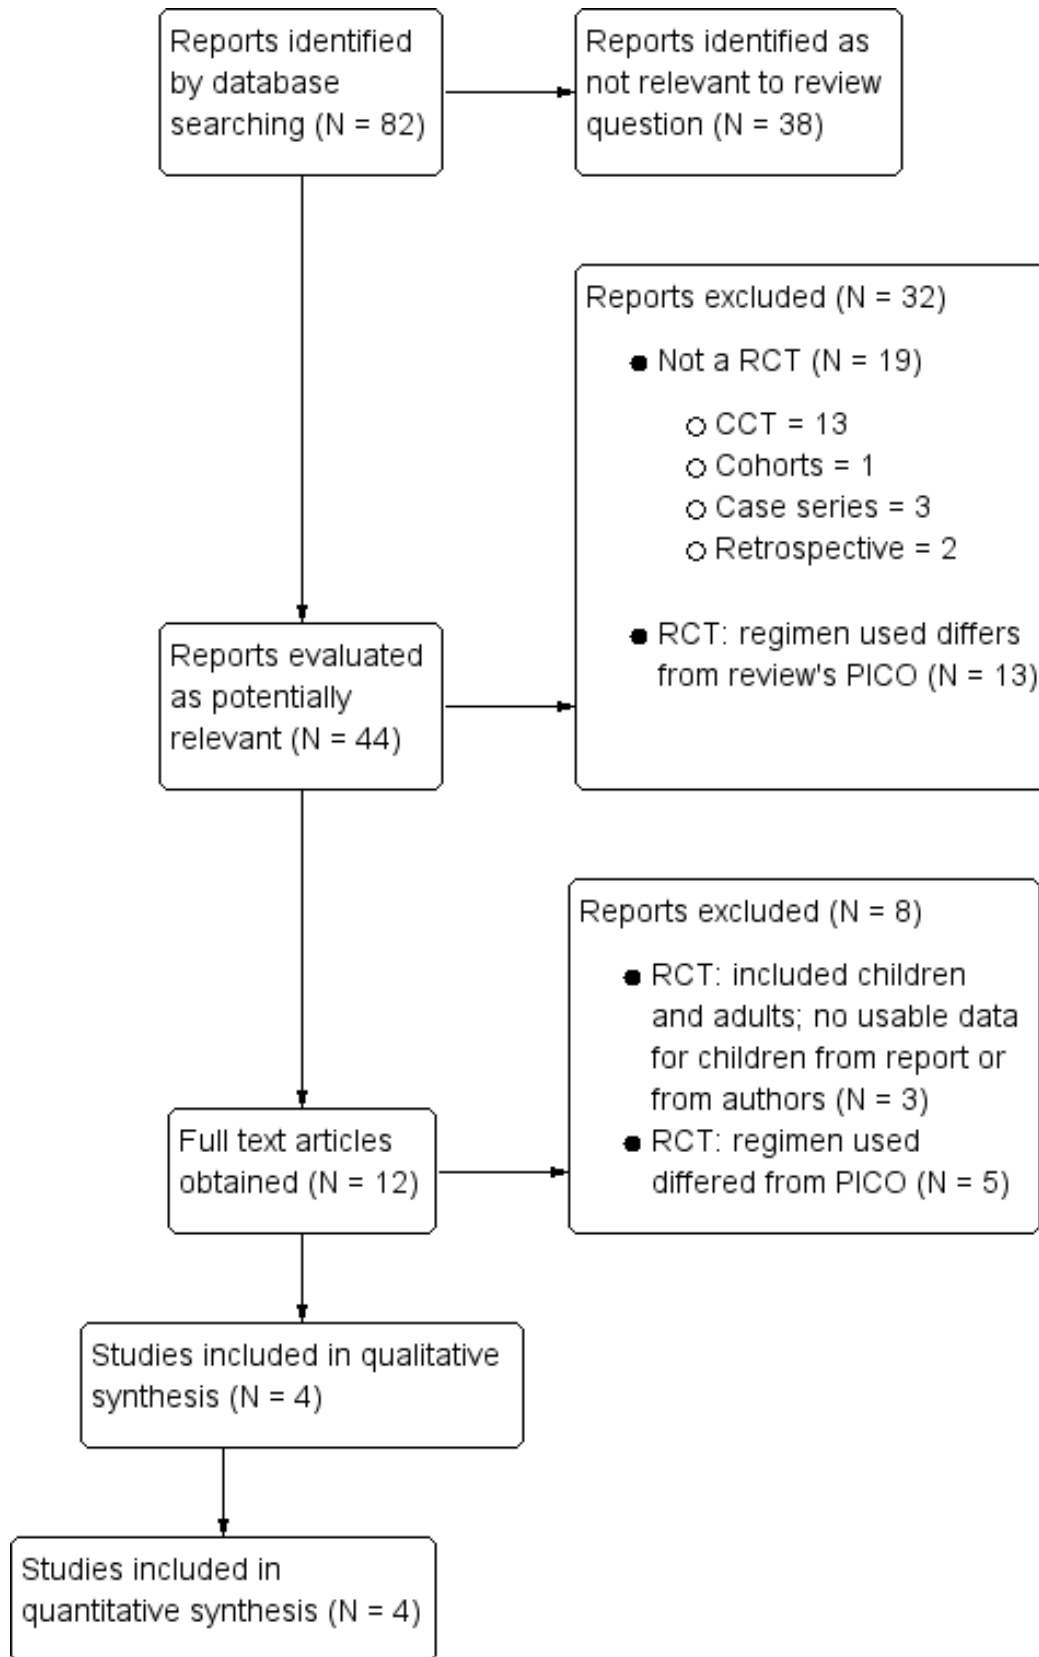 Reports identified
by database
searching (N = 82)
Reports identified as
not relevant to review
question (N = 38)
Reports excluded (N = 32)
Not a RCT (N = 19)
CCT = 13
Cohorts = 1
Case series = 3
Retrospective = 2
RCT: regimen used differs
from review's PICO (N = 13)
Reports evaluated
as potentially
relevant (N = 44)
Reports excluded (N = 8)
RCT: included children
and adults; no usable data
for children from report or
from authors (N = 3)
RCT: regimen used
differed from PICO (N = 5)
Full text articles
obtained (N = 12)
Studies included in qualitative
synthesis (N = 4)
Studies included in
quantitative synthesis (N = 4)